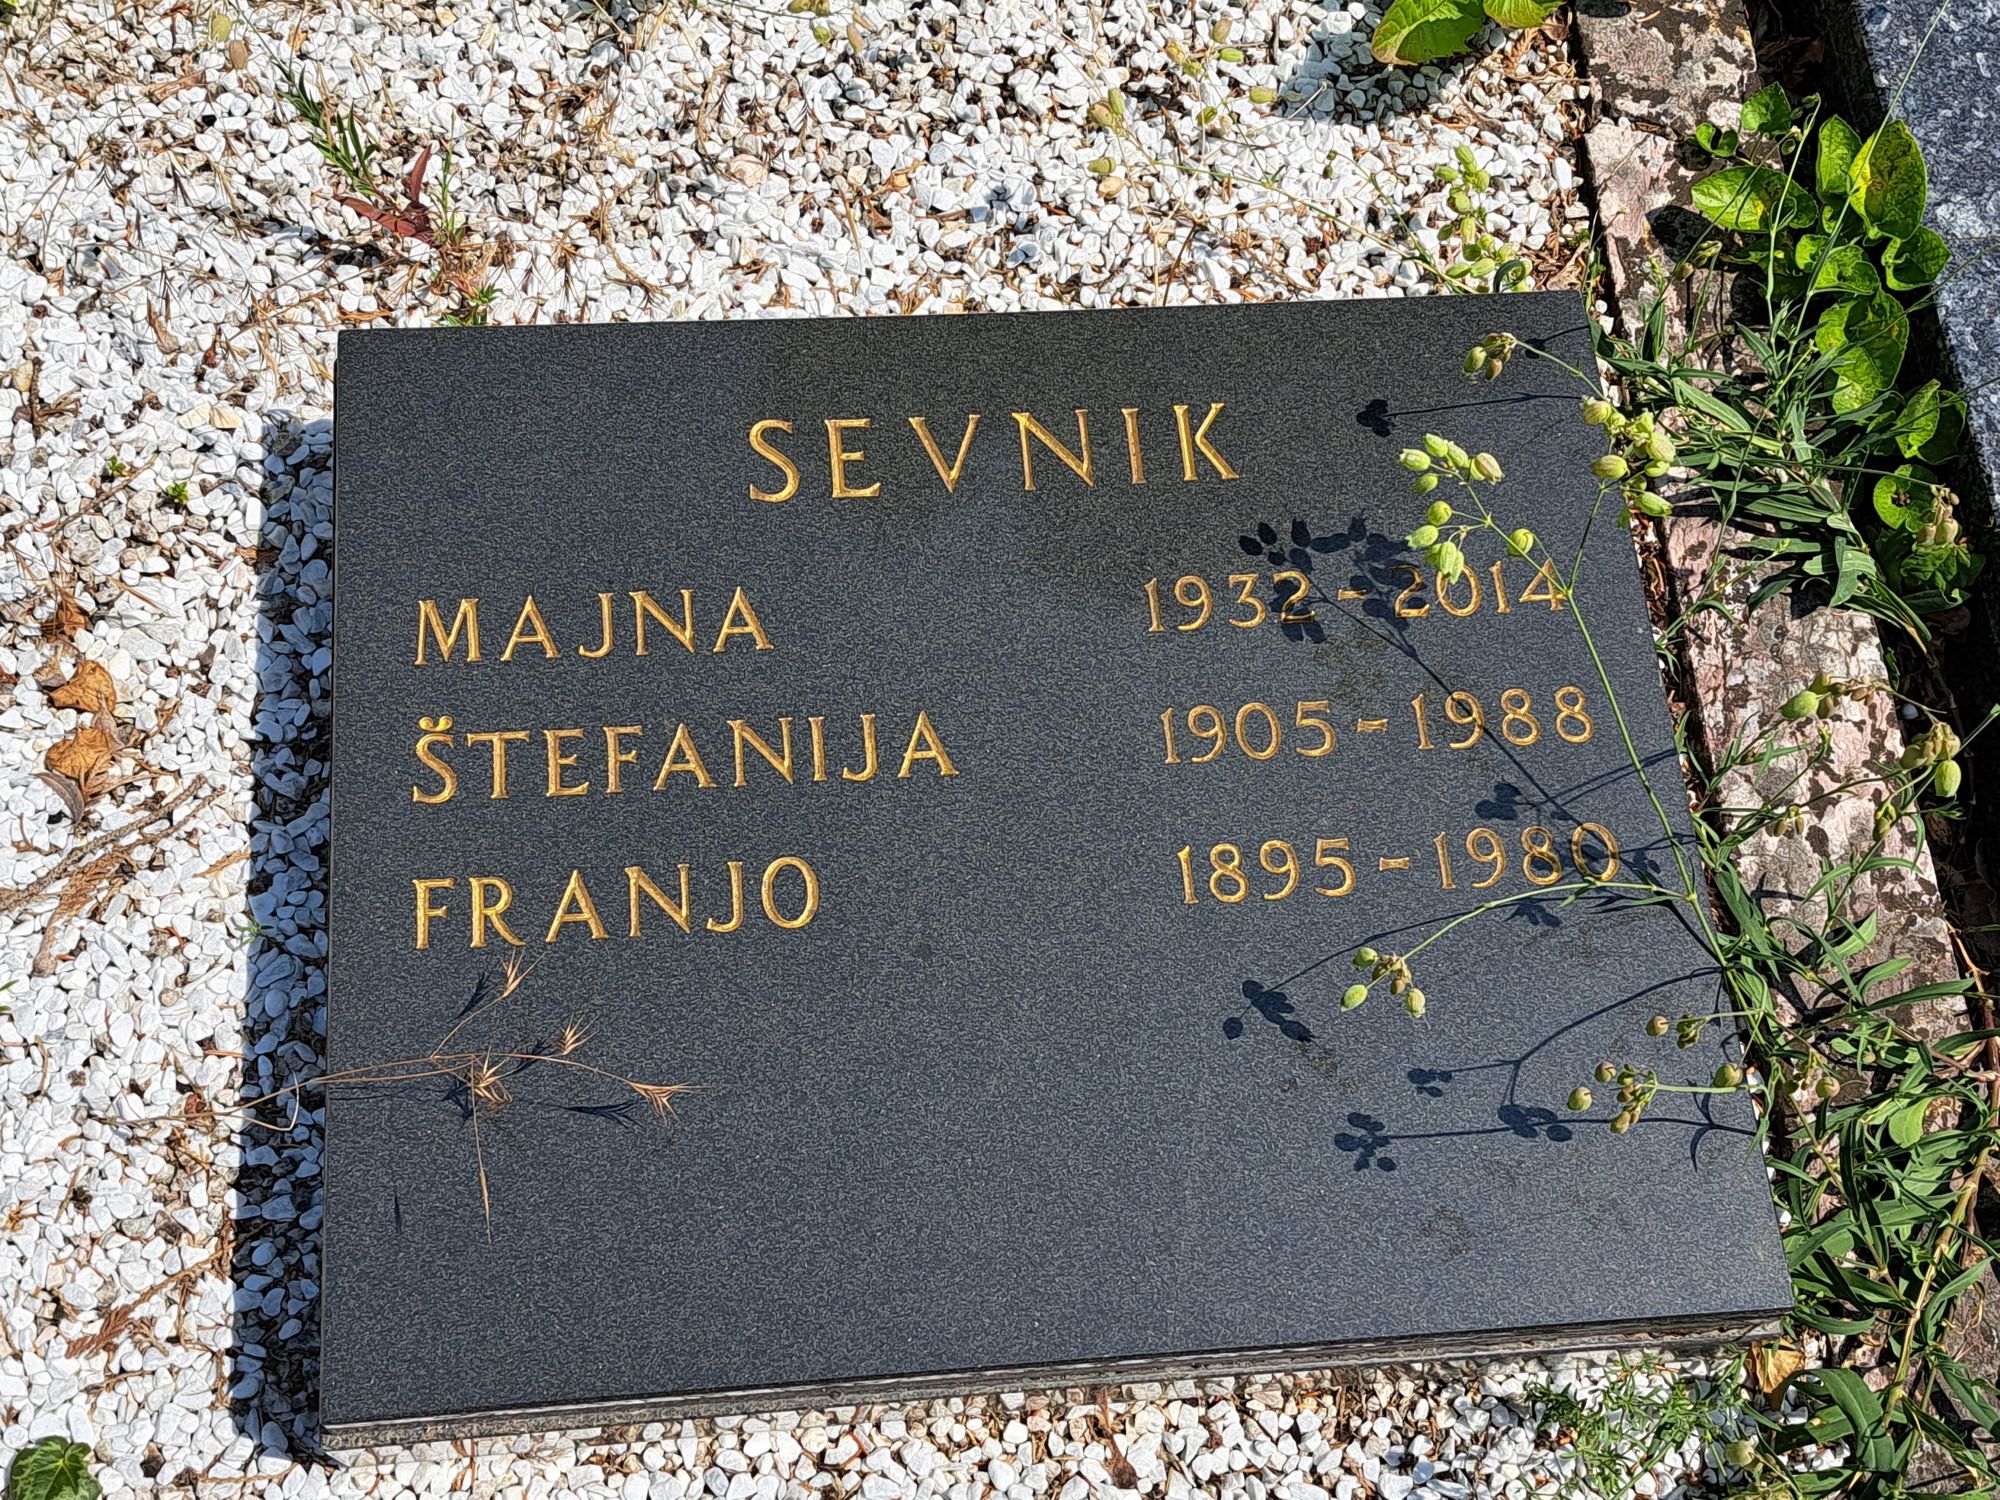 SEVNIK
MAJNA 1932-2014
ŠTEFANIJA 1905-1988
FRANJO 1895-1980